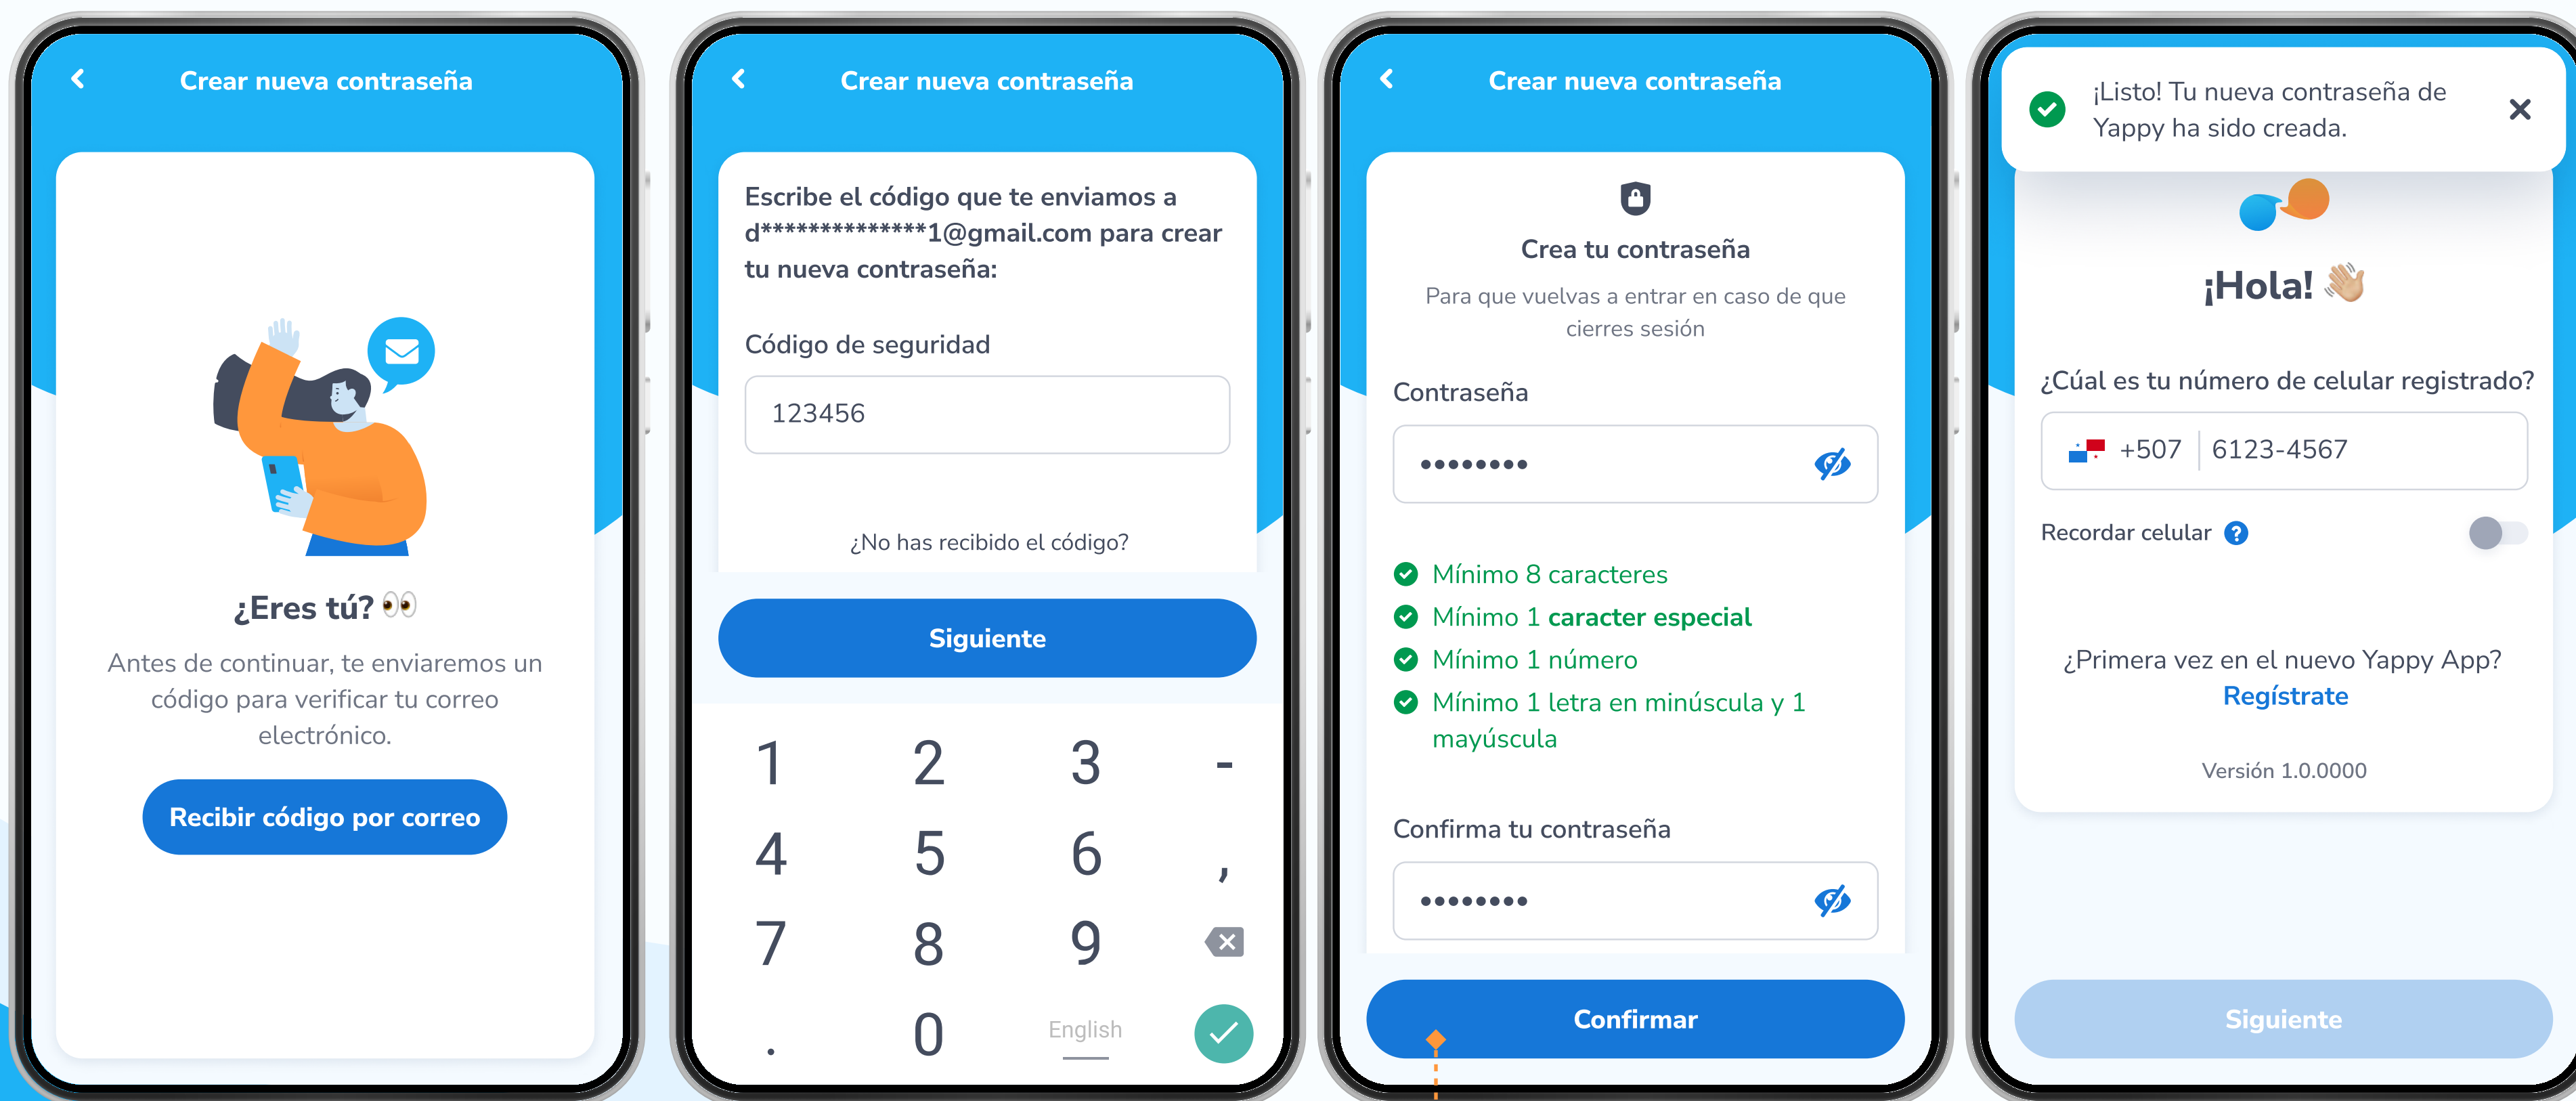 Crear nueva contraseña
¿Eres tú? 👀
Antes de continuar, te enviaremos un
código para verificar tu correo
electrónico.
Recibir código por correo
Crear nueva contraseña
Escribe el código que te enviamos a
d**************1@gmail.com para crear
tu nueva contraseña:
Código de seguridad
123456
¿No has recibido el código?
Siguiente
1 2 3 -
4 5 6 ,
7 8 9
. 0 English
Crear nueva contraseña
Crea tu contraseña
Para que vuelvas a entrar en caso de que
cierres sesión
Contraseña
••••••••
Mínimo 8 caracteres
Mínimo 1 caracter especial
Mínimo 1 número
Mínimo 1 letra en minúscula y 1
mayúscula
Confirma tu contraseña
••••••••
Confirmar
¡Listo! Tu nueva contraseña de
Yappy ha sido creada.
¡Hola! 👋🏼
¿Cúal es tu número de celular registrado?
+507 6123-4567
Recordar celular ?
¿Primera vez en el nuevo Yappy App?
Regístrate
Versión 1.0.0000
Siguiente